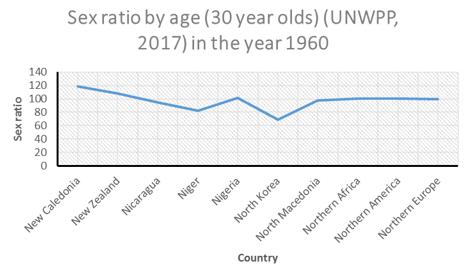 Sex ratio by age (30 year olds) (UNWPP,
2017) in the year 1960
Sex ratio
140
120
100
80
60
40
20
0
New Caledonia
New Zealand
Nicaragua
Niger
Nigeria
North Korea
North Macedonia
Northern Africa
Northern America
Northern Europe
Country